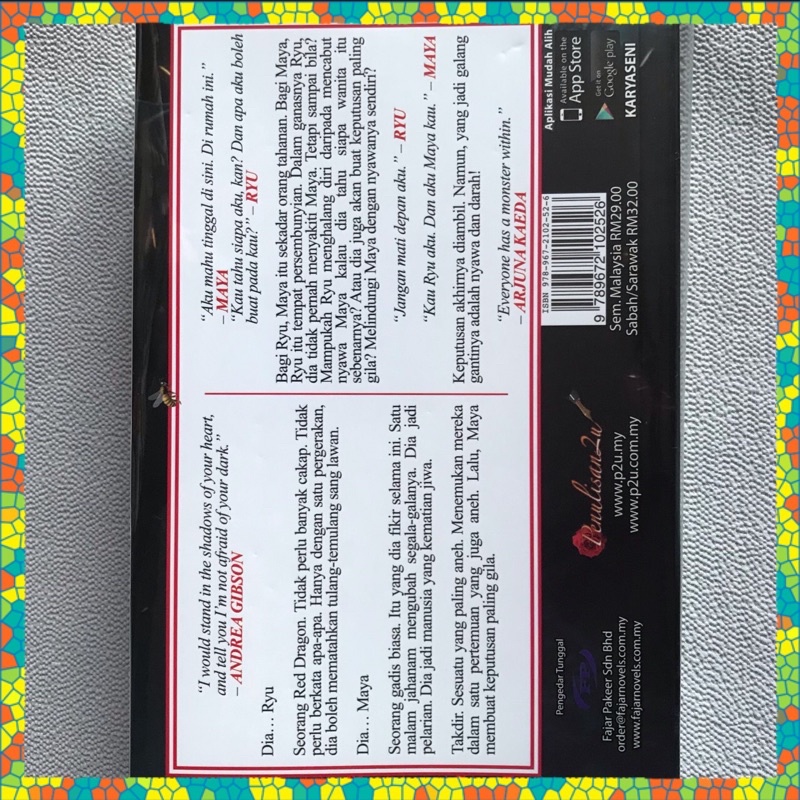 “I would stand in the shadows of your heart,
and tell you I'm not afraid of your dark.”
– ANDREA GIBSON
Dia… Ryu
Seorang Red Dragon. Tidak perlu banyak cakap. Tidak
perlu berkata apa-apa. Hanya dengan satu pergerakan,
dia boleh mematahkan tulang-temulang sang lawan.
Dia… Maya
Seorang gadis biasa. Itu yang dia fikir selama ini. Satu
malam jahanam mengubah segala-galanya. Dia jadi
pelarian. Dia jadi manusia yang kematian jiwa.
Takdir. Sesuatu yang paling aneh. Menemukan mereka
dalam satu pertemuan yang juga aneh. Lalu, Maya
membuat keputusan paling gila.
“Aku mahu tinggal di sini. Di rumah ini.”
– MAYA
“Kau tahu siapa aku, kan? Dan apa aku boleh
buat pada kau?” – RYU
Bagi Ryu, Maya itu sekadar orang tahanan. Bagi Maya,
Ryu itu tempat persembunyian. Dalam ganasnya Ryu,
dia tidak pernah menyakiti Maya. Tetapi sampai bila?
Mampukah Ryu menghalang diri daripada mencabut
nyawa Maya kalau dia tahu siapa wanita itu
sebenarnya? Atau dia juga akan buat keputusan paling
gila? Melindungi Maya dengan nyawanya sendiri?
“Jangan mati depan aku.” – RYU
“Kau Ryu aku. Dan aku Maya kau.” – MAYA
Keputusan akhirnya diambil. Namun, yang jadi galang
gantinya adalah nyawa dan darah!
“Everyone has a monster within.”
– ARJUNA KAEDA
Pengedar Tunggal
Fajar Pakeer Sdn Bhd
order@fajarnovels.com.my
www.fajarnovels.com.my
Penulisan2u
www.p2u.my
www.p2u.com.my
ISBN 978-967-2102-52-6
9 789672 102526
Sem. Malaysia RM29.00
Sabah/Sarawak RM32.00
Aplikasi Mudah Alih
Available on the
App Store
Get it on
Google play
KARYASENI